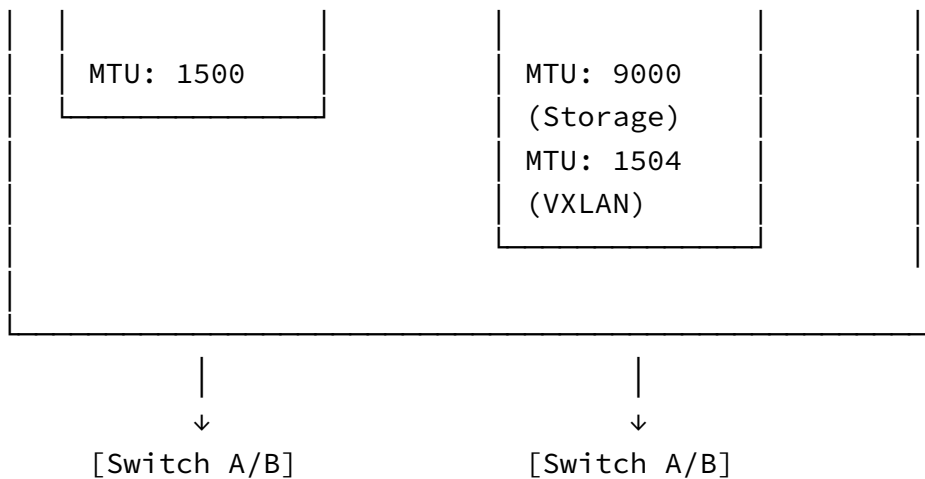 MTU: 1500 MTU: 9000
(Storage)
MTU: 1504
(VXLAN)
[Switch A/B] [Switch A/B]